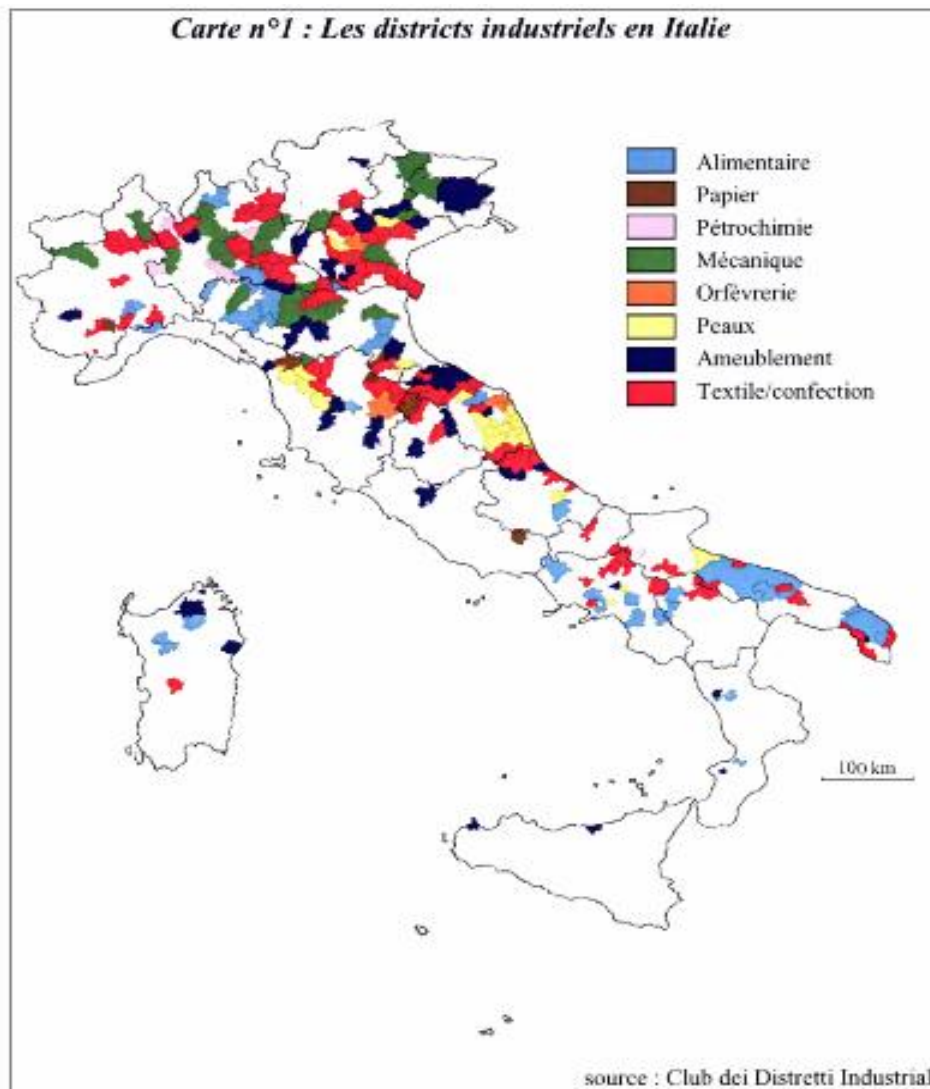 Carte n°1 : Les districts industriels en Italie
Alimentaire
Papier
Pétrochimie
Mécanique
Orfèvrerie
Peaux
Ameublement
Textile/confection
100 km
source : Club dei Distretti Industrial